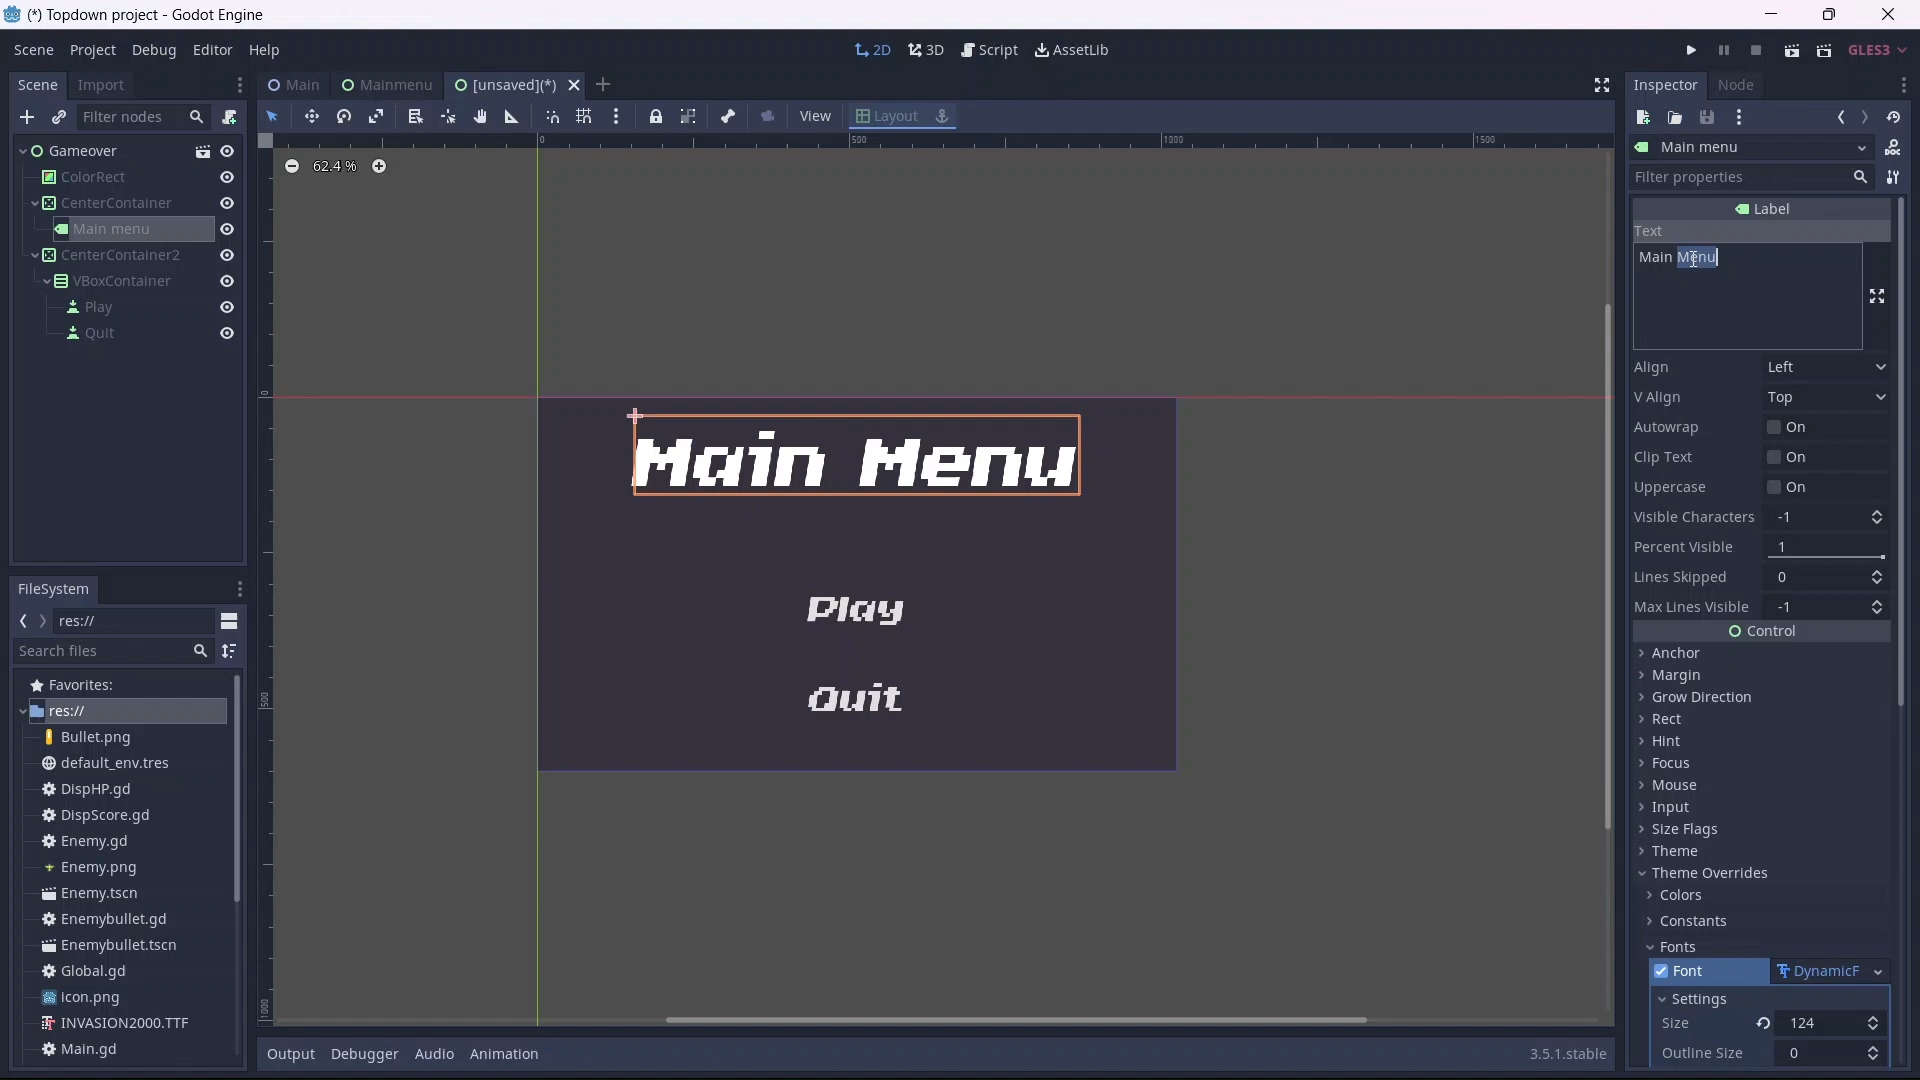 (*) Topdown project - Godot Engine
Scene Project Debug Editor Help
2D 3D Script AssetLib
GLES3
Scene Import
Main Mainmenu [unsaved](*)
Inspector Node
Filter nodes
View Layout
Main menu
Filter properties
Gameover
ColorRect
CenterContainer
Main menu
CenterContainer2
VBoxContainer
Play
Quit
0 500 1000 1500
62.4 %
0
500
1000
Main Menu
Play
Quit
Label
Text
Main Menu
Align Left
V Align Top
Autowrap On
Clip Text On
Uppercase On
Visible Characters -1
Percent Visible 1
Lines Skipped 0
Max Lines Visible -1
Control
Anchor
Margin
Grow Direction
Rect
Hint
Focus
Mouse
Input
Size Flags
Theme
Theme Overrides
Colors
Constants
Fonts
Font DynamicF
Settings
Size 124
Outline Size 0
FileSystem
res://
Search files
Favorites:
res://
Bullet.png
default_env.tres
DispHP.gd
DispScore.gd
Enemy.gd
Enemy.png
Enemy.tscn
Enemybullet.gd
Enemybullet.tscn
Global.gd
icon.png
INVASION2000.TTF
Main.gd
Output Debugger Audio Animation
3.5.1.stable